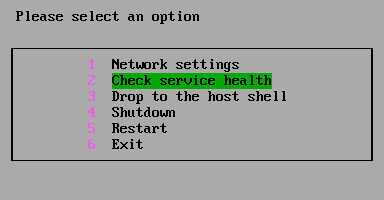 Please select an option
1 Network settings
2 Check service health
3 Drop to the host shell
4 Shutdown
5 Restart
6 Exit